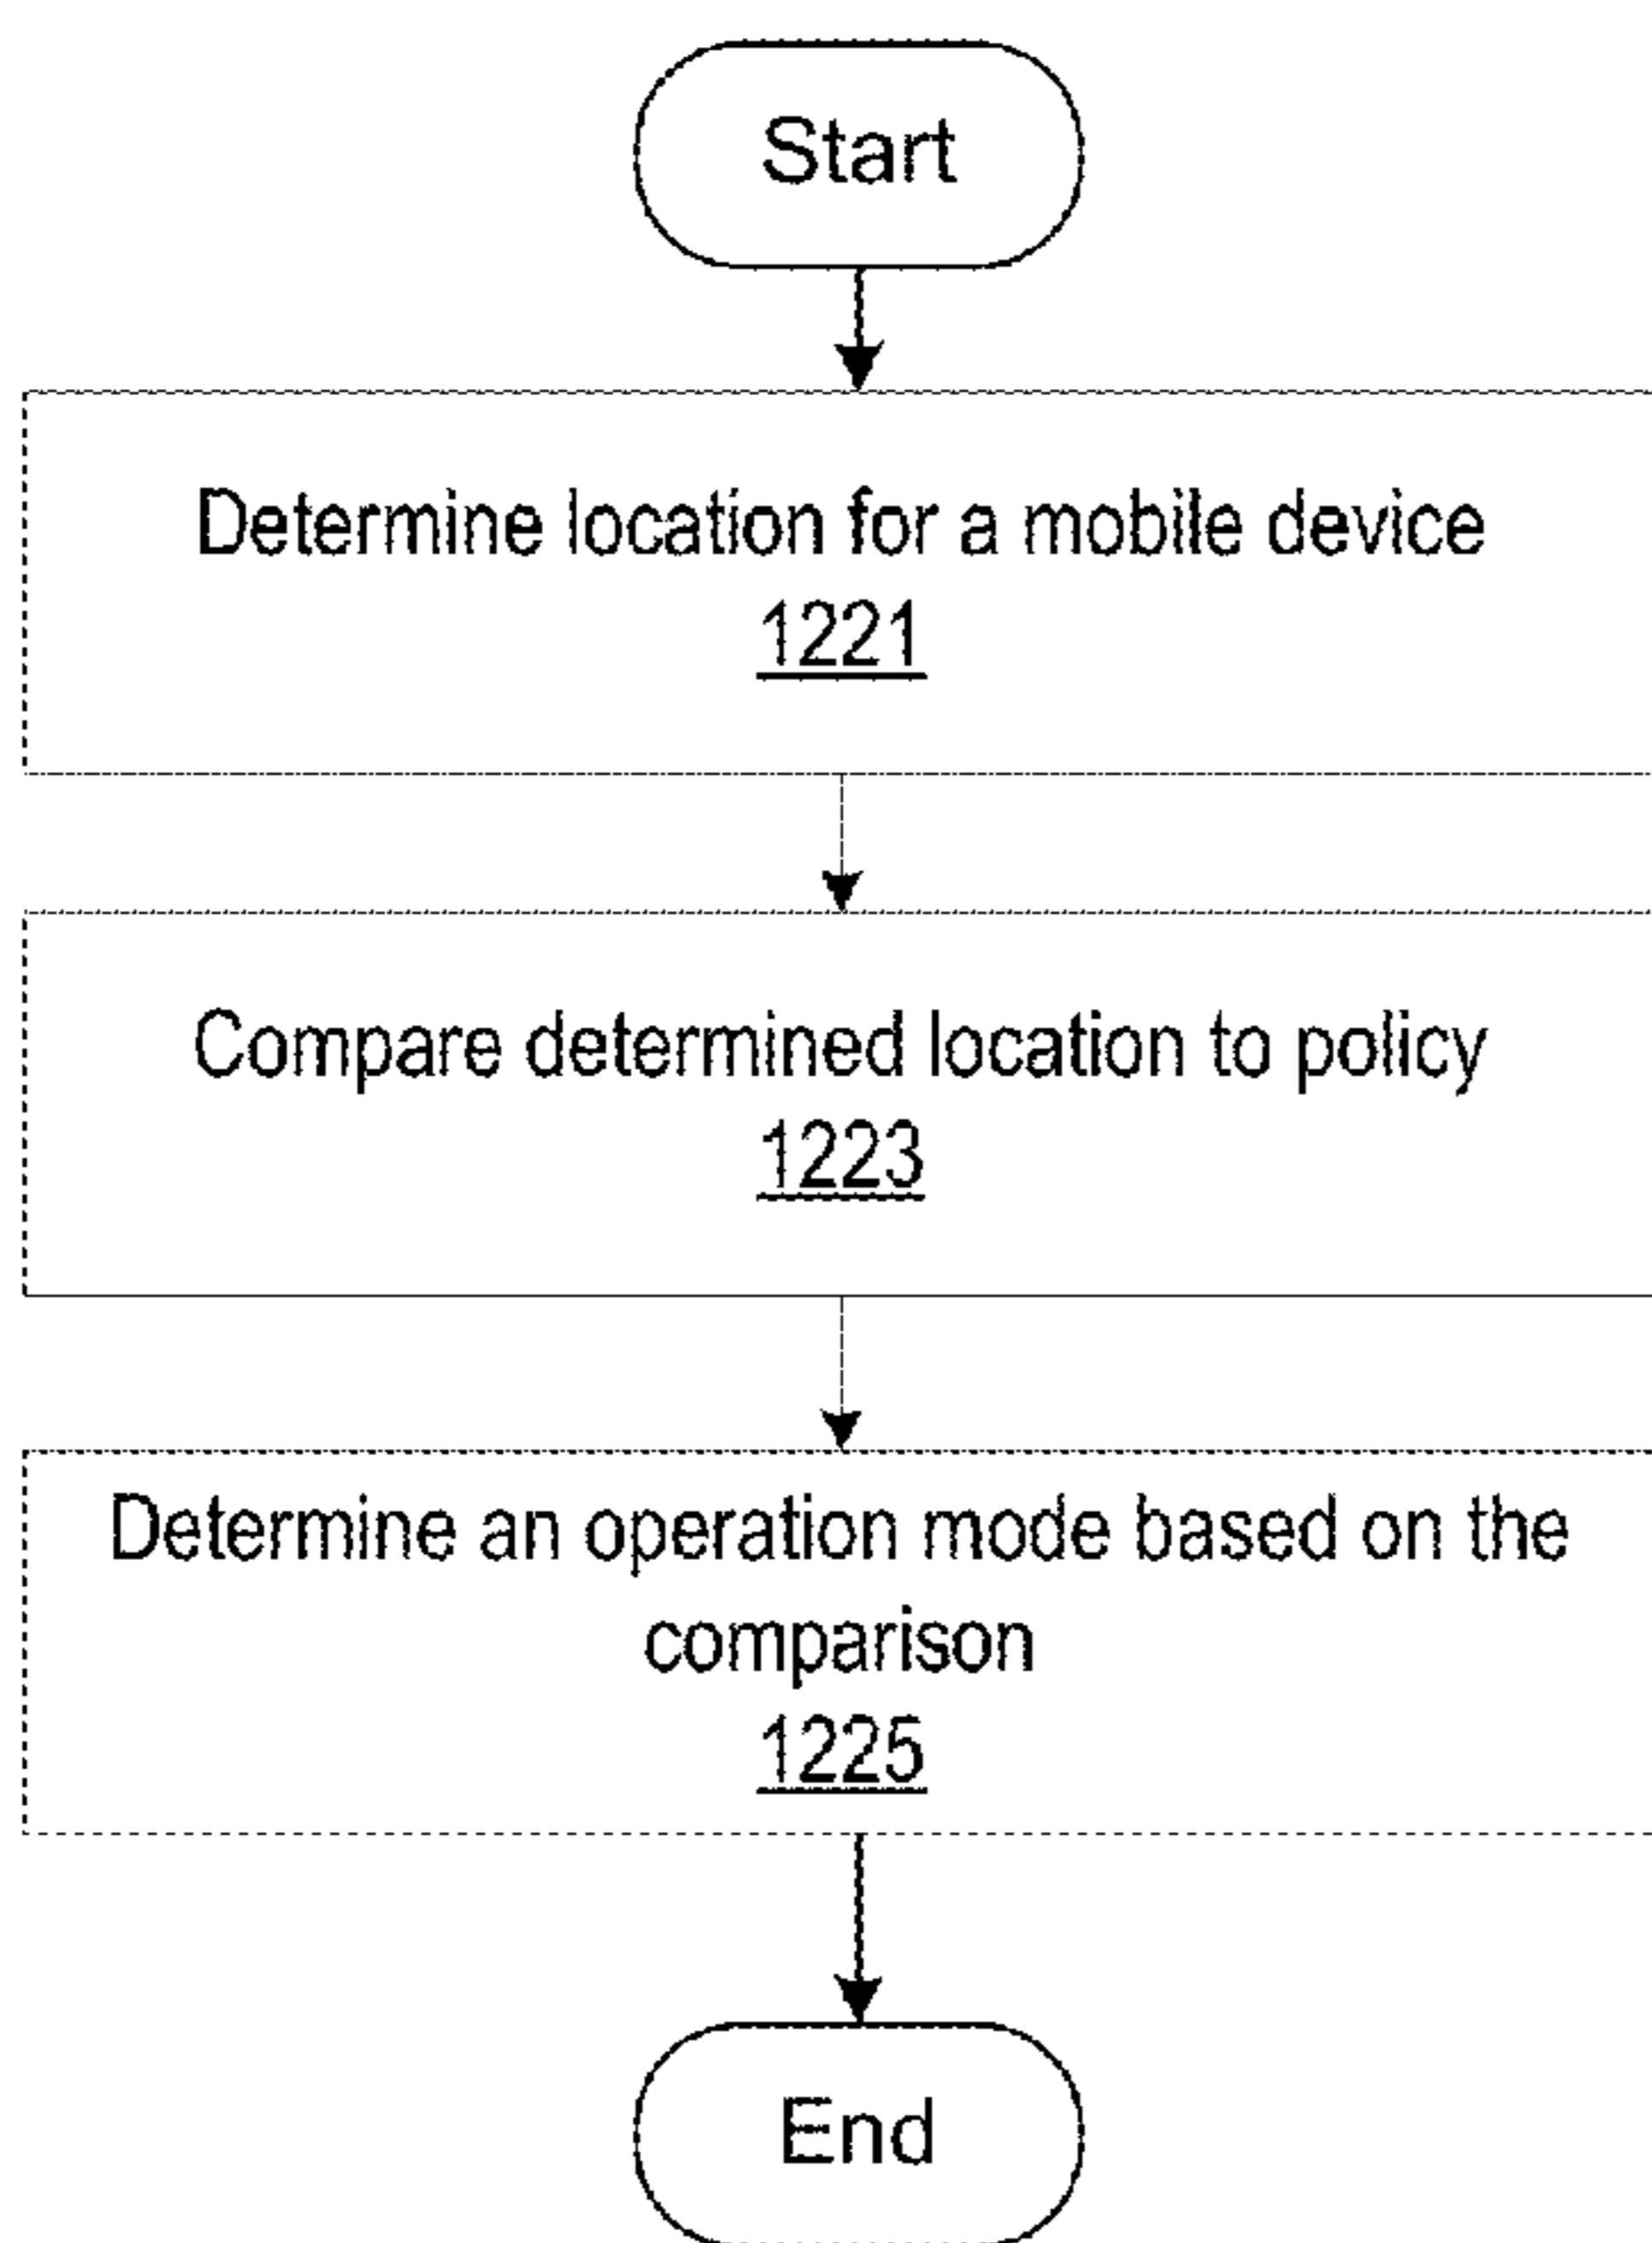 Start
Determine location for a mobile device
1221
Compare determined location to policy
1223
Determine an operation mode based on the
comparison
1225
End